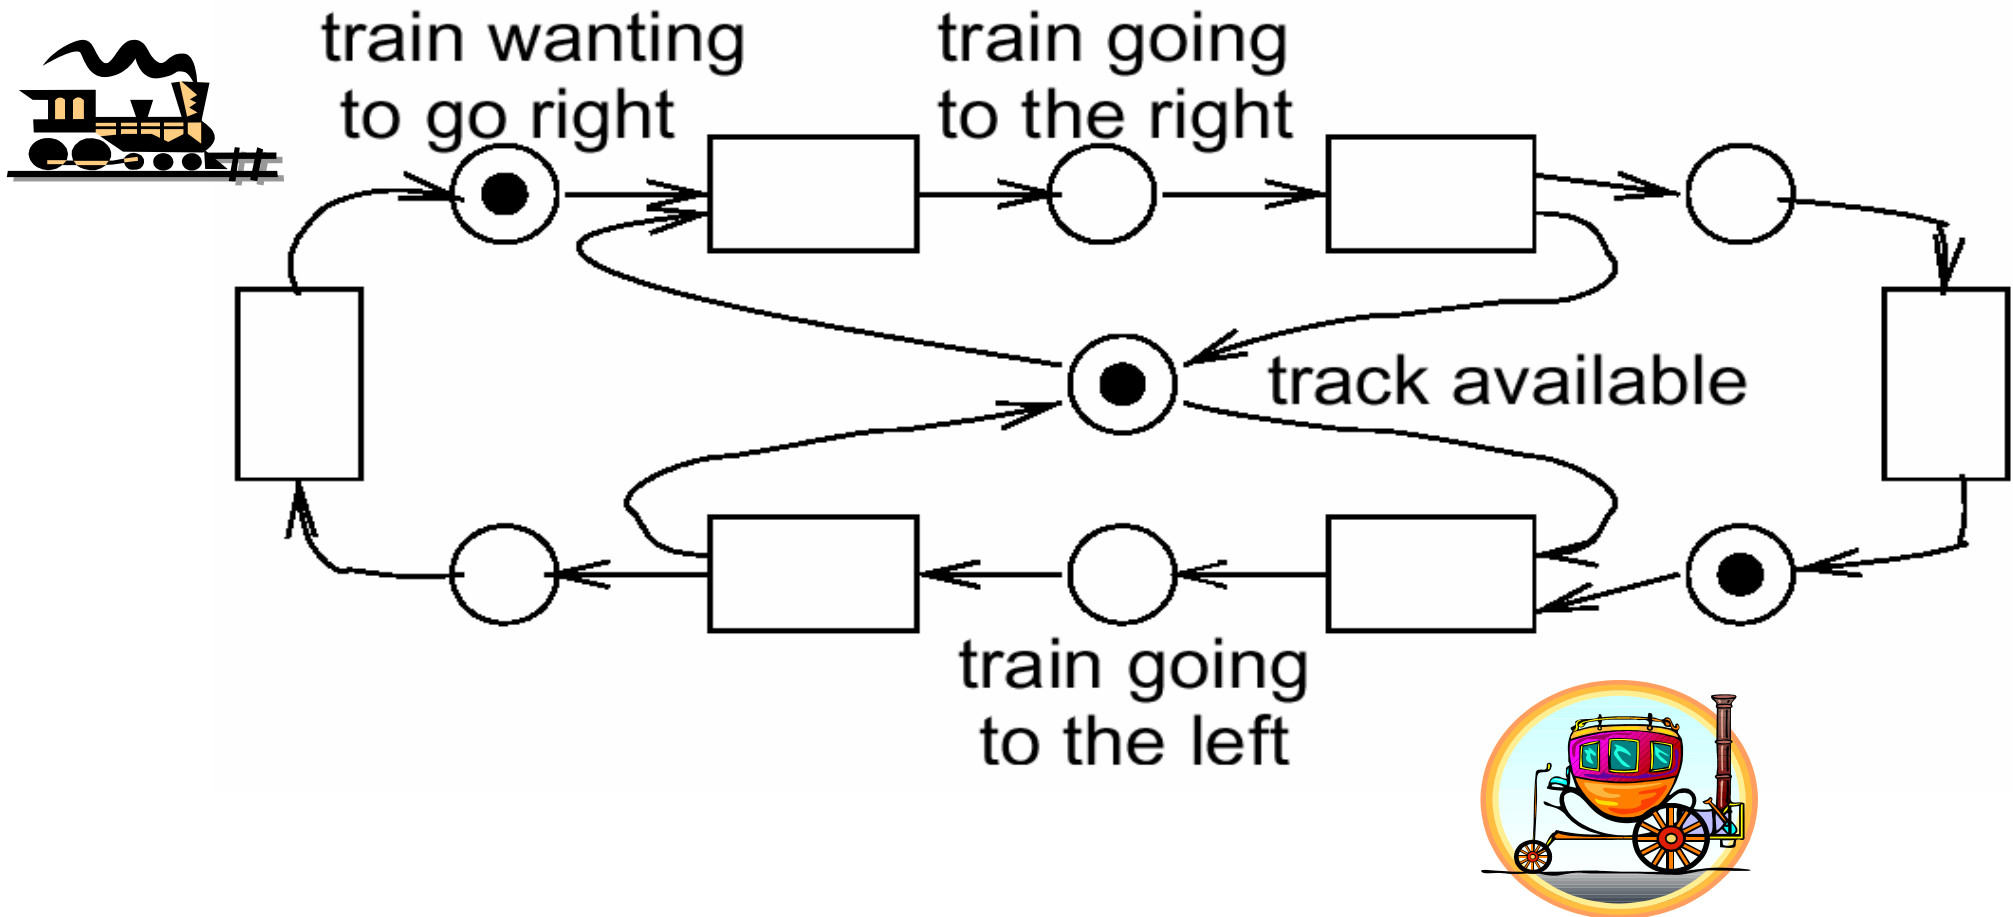 train wanting
to go right
train going
to the right
track available
train going
to the left